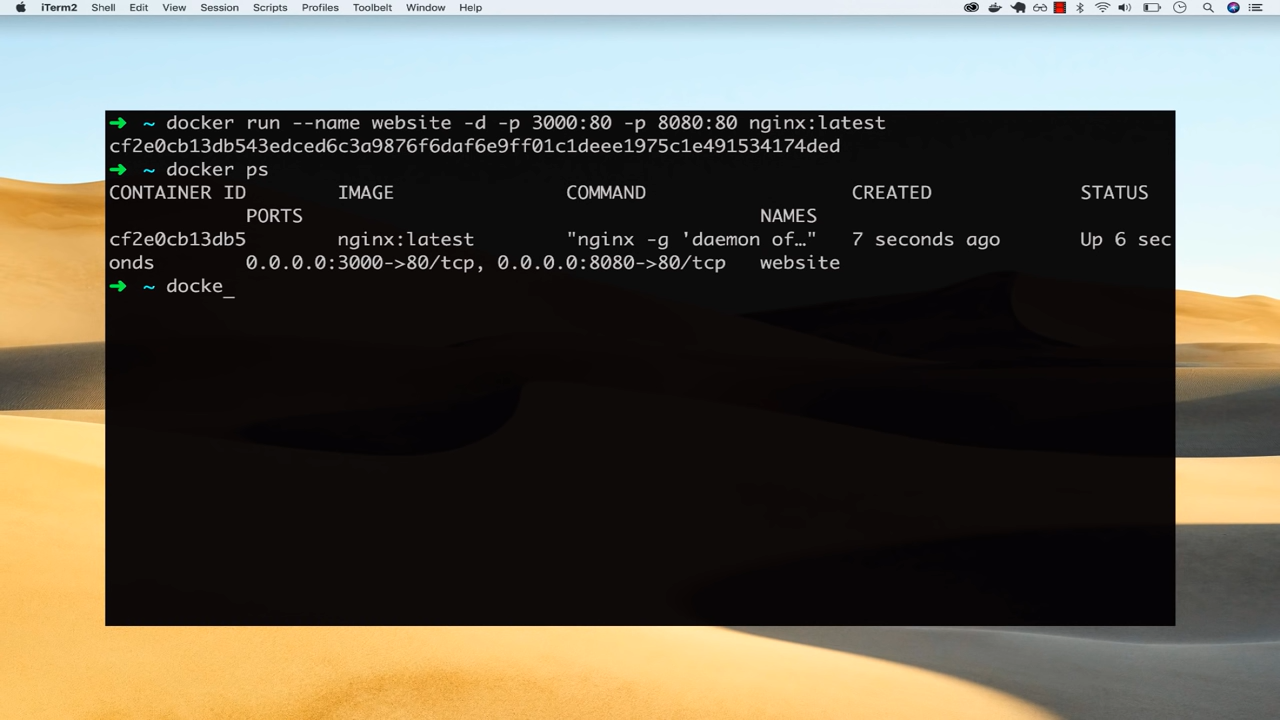 iTerm2 Shell Edit View Session Scripts Profiles Toolbelt Window Help
➜ ~ docker run --name website -d -p 3000:80 -p 8080:80 nginx:latest
cf2e0cb13db543edced6c3a9876f6daf6e9ff01c1deee1975c1e491534174ded
➜ ~ docker ps
CONTAINER ID IMAGE COMMAND CREATED STATUS
PORTS NAMES
cf2e0cb13db5 nginx:latest "nginx -g 'daemon of…" 7 seconds ago Up 6 sec
onds 0.0.0.0:3000->80/tcp, 0.0.0.0:8080->80/tcp website
➜ ~ docke_